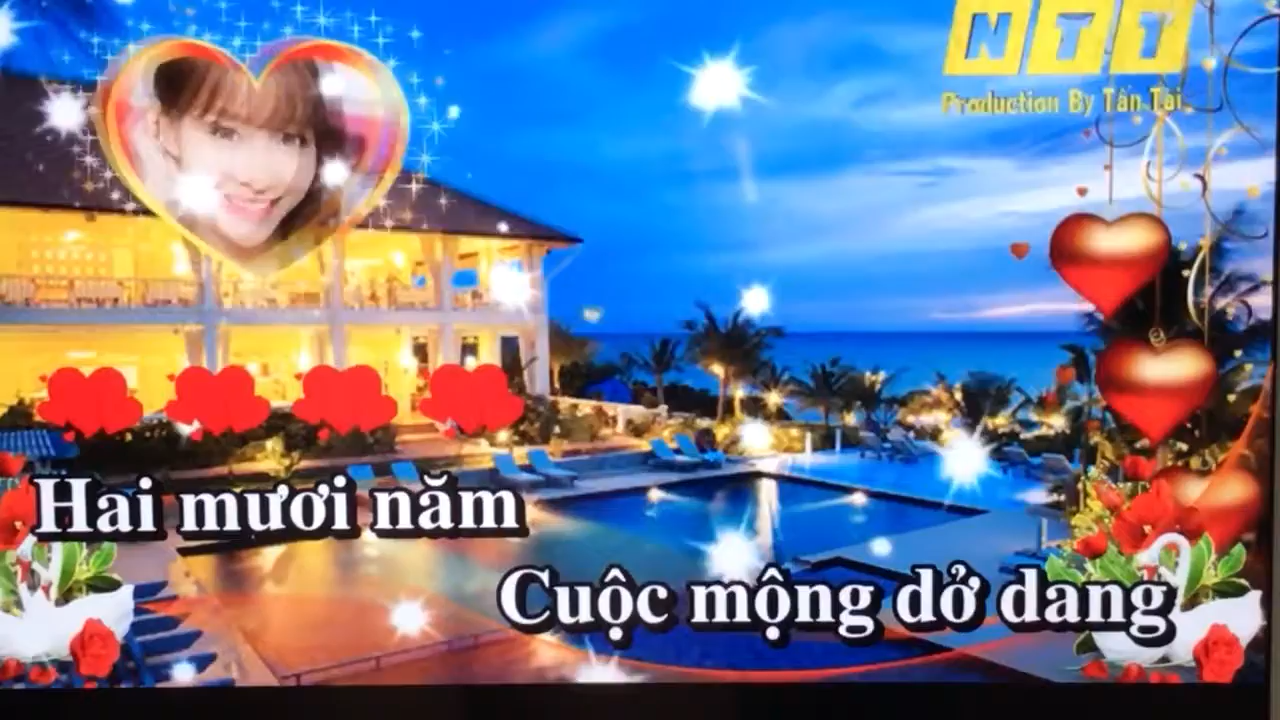 NTT
Production By Tấn Tài
Hai mươi năm
Cuộc mộng dở dang